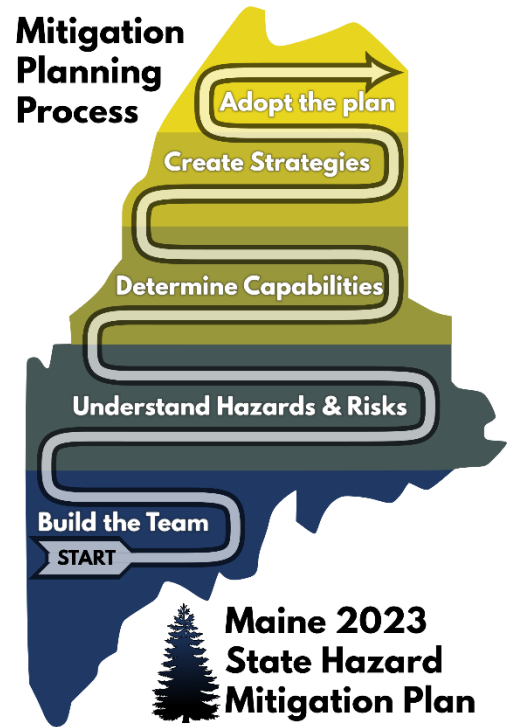 Mitigation
Planning
Process
Adopt the plan
Create Strategies
Determine Capabilities
Understand Hazards & Risks
Build the Team
START
Maine 2023
State Hazard
Mitigation Plan